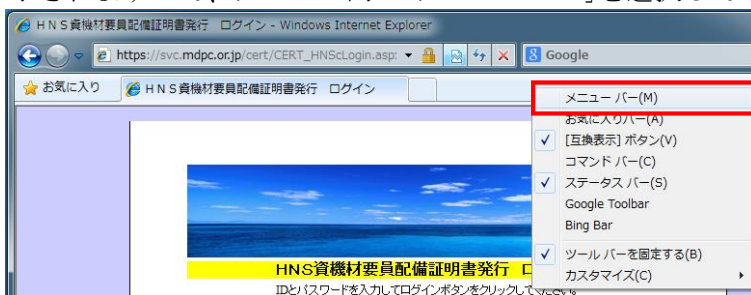 」を選択し
HNS資機材要員配備証明書発行 ログイン - Windows Internet Explorer
https://svc.mdpc.or.jp/cert/CERT_HNScLogin.asp:
Google
お気に入り
HNS資機材要員配備証明書発行 ログイン
メニュー バー(M)
お気に入りバー(A)
[互換表示] ボタン(V)
コマンド バー(C)
ステータス バー(S)
Google Toolbar
Bing Bar
ツール バーを固定する(B)
カスタマイズ(C)
HNS資機材要員配備証明書発行
IDとパスワードを入力してログインボタンをクリックしてください。